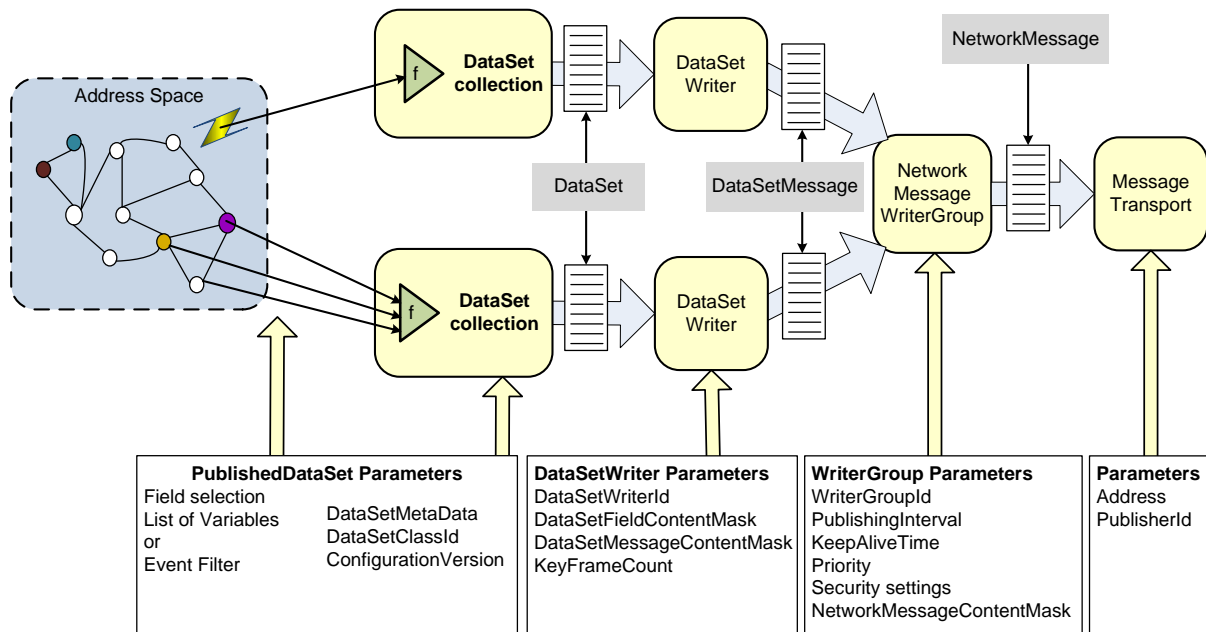 Address Space
f
DataSet
collection
DataSet
Writer
NetworkMessage
DataSet
DataSetMessage
Network
Message
WriterGroup
Message
Transport
f
DataSet
collection
DataSet
Writer
PublishedDataSet Parameters
Field selection
List of Variables
or
Event Filter
DataSetMetaData
DataSetClassId
ConfigurationVersion
DataSetWriter Parameters
DataSetWriterId
DataSetFieldContentMask
DataSetMessageContentMask
KeyFrameCount
WriterGroup Parameters
WriterGroupId
PublishingInterval
KeepAliveTime
Priority
Security settings
NetworkMessageContentMask
Parameters
Address
PublisherId